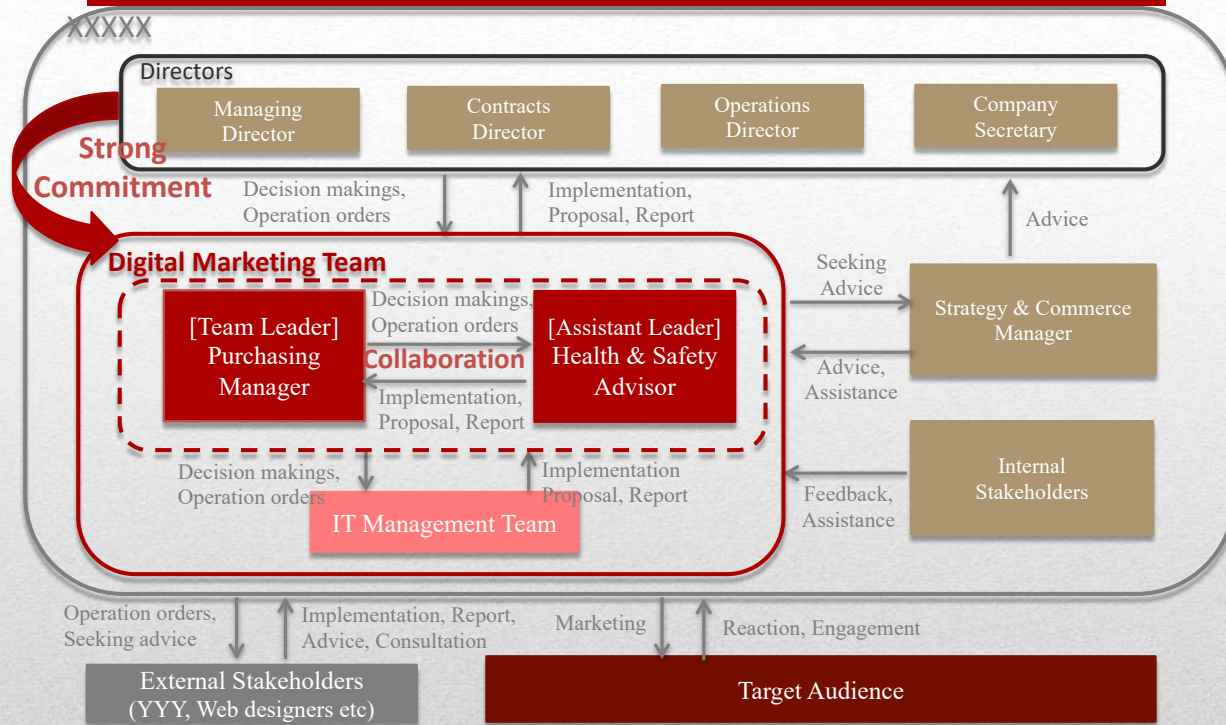 XXXXX
Directors
Managing
Director
Contracts
Director
Operations
Director
Company
Secretary
Strong
Commitment
Decision makings,
Operation orders
Implementation,
Proposal, Report
Advice
Digital Marketing Team
[Team Leader]
Purchasing
Manager
Decision makings,
Operation orders
Collaboration
Implementation,
Proposal, Report
[Assistant Leader]
Health & Safety
Advisor
Seeking
Advice
Strategy & Commerce
Manager
Advice,
Assistance
Decision makings,
Operation orders
Implementation
Proposal, Report
IT Management Team
Feedback,
Assistance
Internal
Stakeholders
Operation orders,
Seeking advice
Implementation, Report,
Advice, Consultation
Marketing
Reaction, Engagement
External Stakeholders
(YYY, Web designers etc)
Target Audience